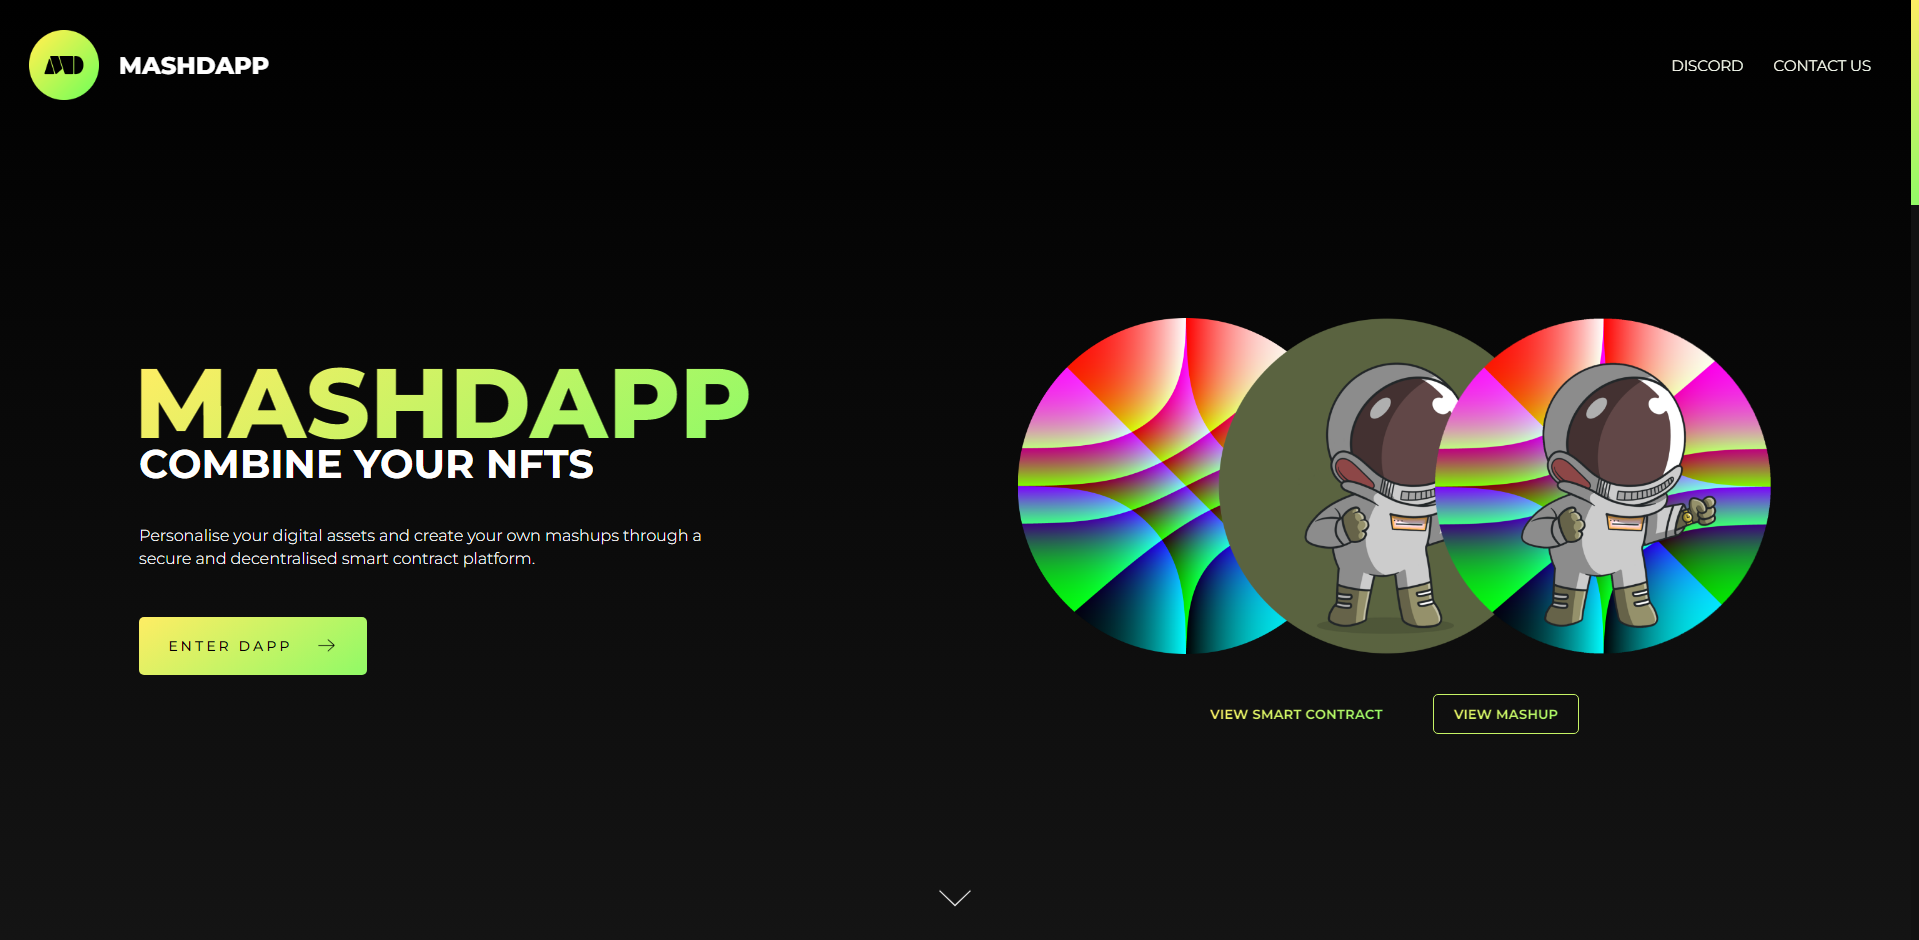 MD
MASHDAPP
DISCORD
CONTACT US
MASHDAPP
COMBINE YOUR NFTS
Personalise your digital assets and create your own mashups through a
secure and decentralised smart contract platform.
ENTER DAPP
VIEW SMART CONTRACT
VIEW MASHUP